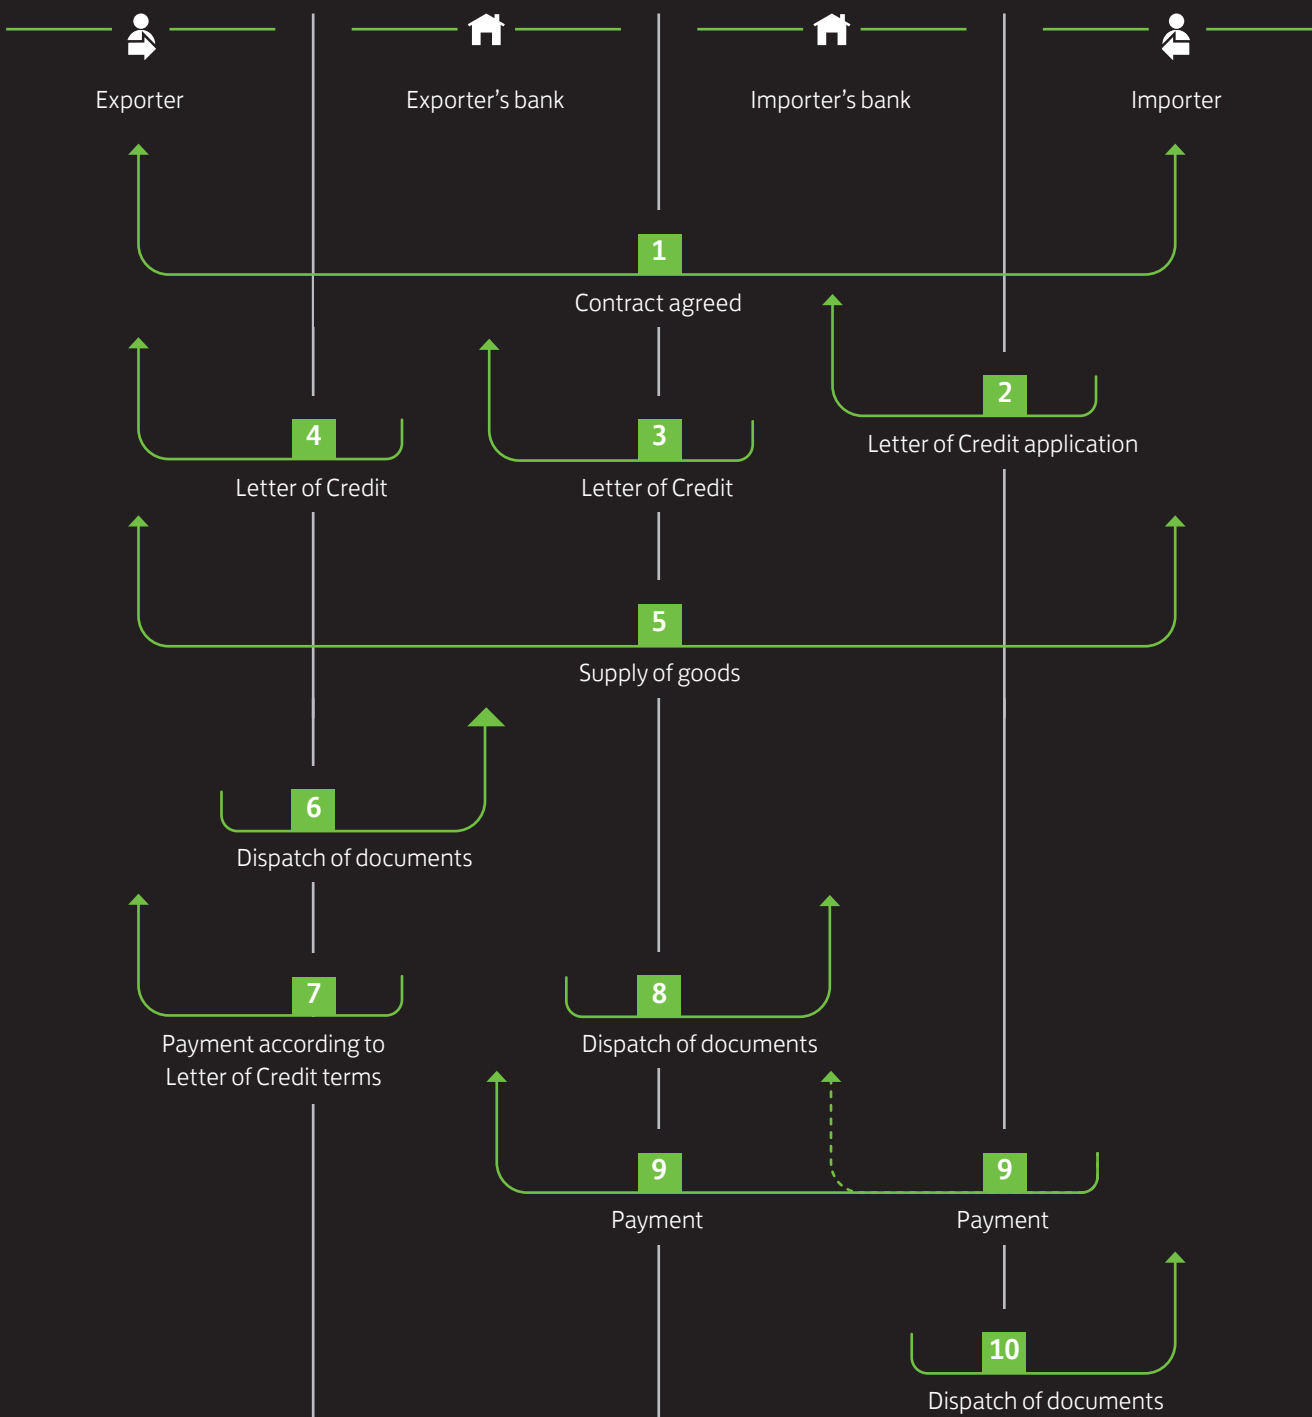 Exporter
Exporter’s bank
Importer’s bank
Importer
1
Contract agreed
2
Letter of Credit application
4
Letter of Credit
3
Letter of Credit
5
Supply of goods
6
Dispatch of documents
7
Payment according to
Letter of Credit terms
8
Dispatch of documents
9
Payment
9
Payment
10
Dispatch of documents